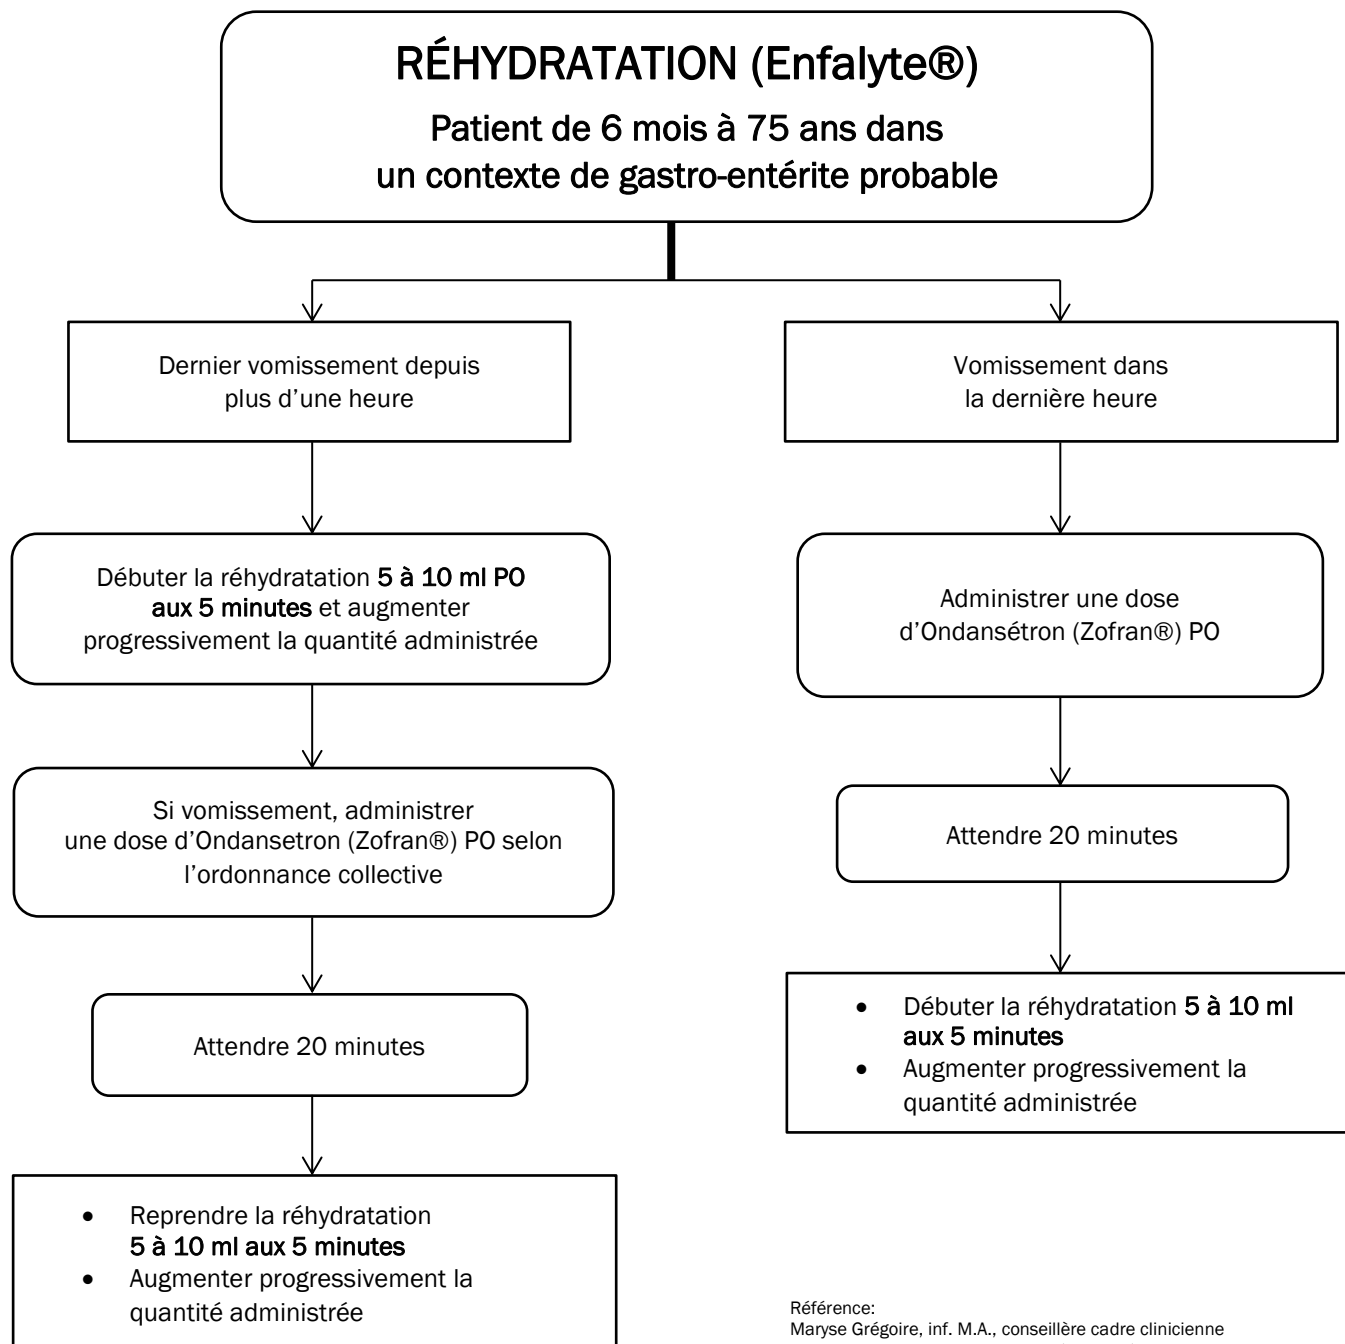 RÉHYDRATATION (Enfalyte®)
Patient de 6 mois à 75 ans dans
un contexte de gastro-entérite probable
Dernier vomissement depuis
plus d’une heure
Débuter la réhydratation 5 à 10 ml PO
aux 5 minutes et augmenter
progressivement la quantité administrée
Si vomissement, administrer
une dose d’Ondansetron (Zofran®) PO selon
l’ordonnance collective
Attendre 20 minutes
• Reprendre la réhydratation
5 à 10 ml aux 5 minutes
• Augmenter progressivement la
quantité administrée
Vomissement dans
la dernière heure
Administrer une dose
d’Ondansétron (Zofran®) PO
Attendre 20 minutes
• Débuter la réhydratation 5 à 10 ml
aux 5 minutes
• Augmenter progressivement la
quantité administrée
Référence:
Maryse Grégoire, inf. M.A., conseillère cadre clinicienne